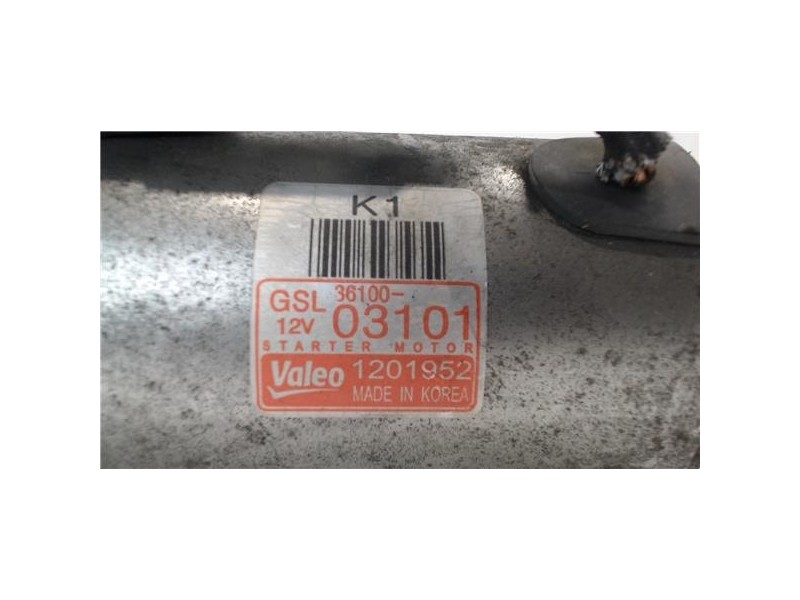 K1
GSL 36100-
12V 03101
STARTER MOTOR
Valeo 1201952
MADE IN KOREA